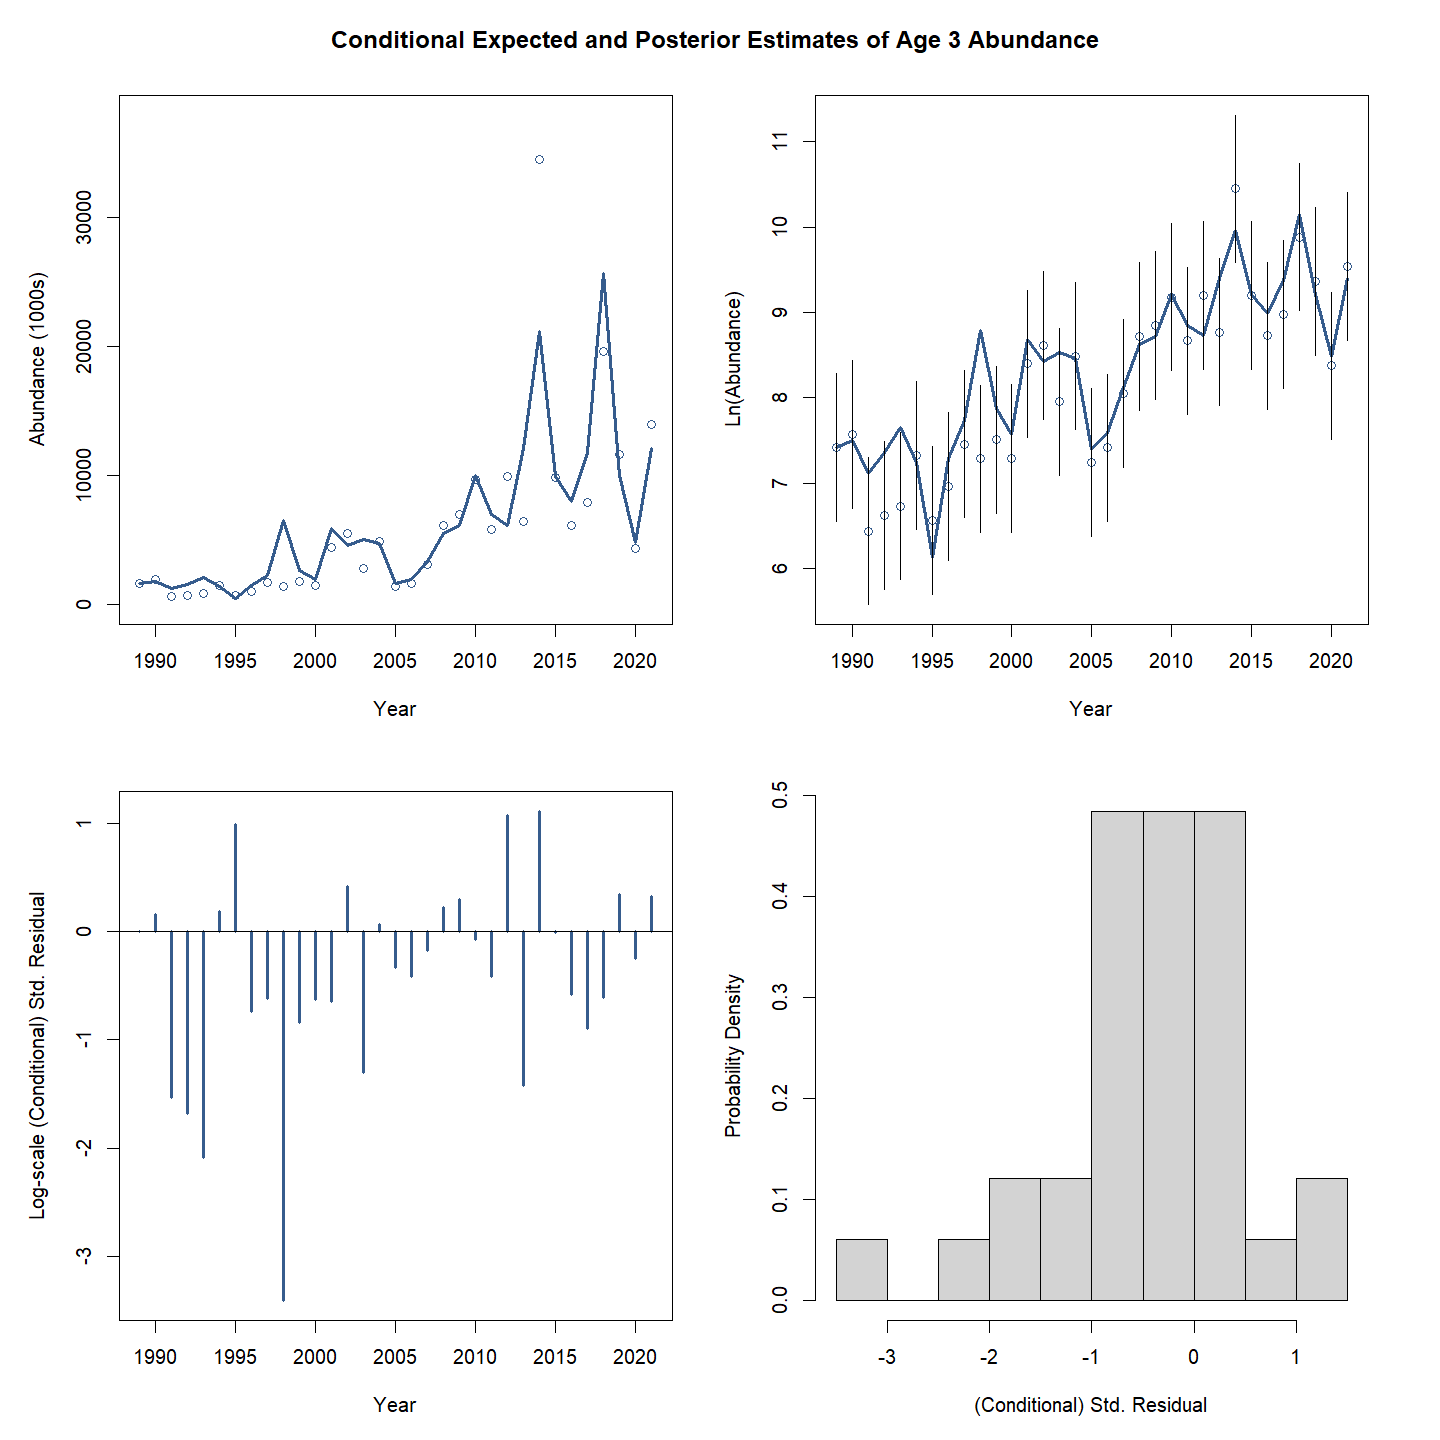 Conditional Expected and Posterior Estimates of Age 3 Abundance
Abundance (1000s)
0 10000 20000 30000
1990 1995 2000 2005 2010 2015 2020
Year
Ln(Abundance)
6 7 8 9 10 11
1990 1995 2000 2005 2010 2015 2020
Year
Log-scale (Conditional) Std. Residual
-3 -2 -1 0 1
1990 1995 2000 2005 2010 2015 2020
Year
Probability Density
0.0 0.1 0.2 0.3 0.4 0.5
-3 -2 -1 0 1
(Conditional) Std. Residual